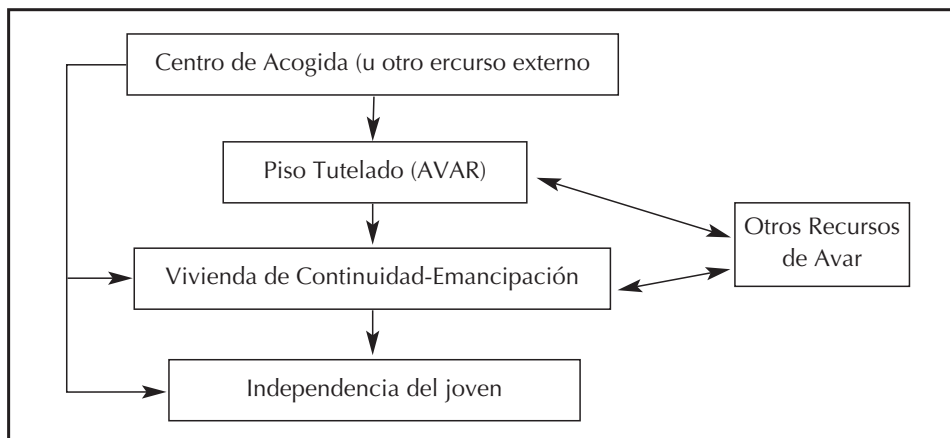 Centro de Acogida (u otro ercurso externo
Piso Tutelado (AVAR)
Otros Recursos
de Avar
Vivienda de Continuidad-Emancipación
Independencia del joven